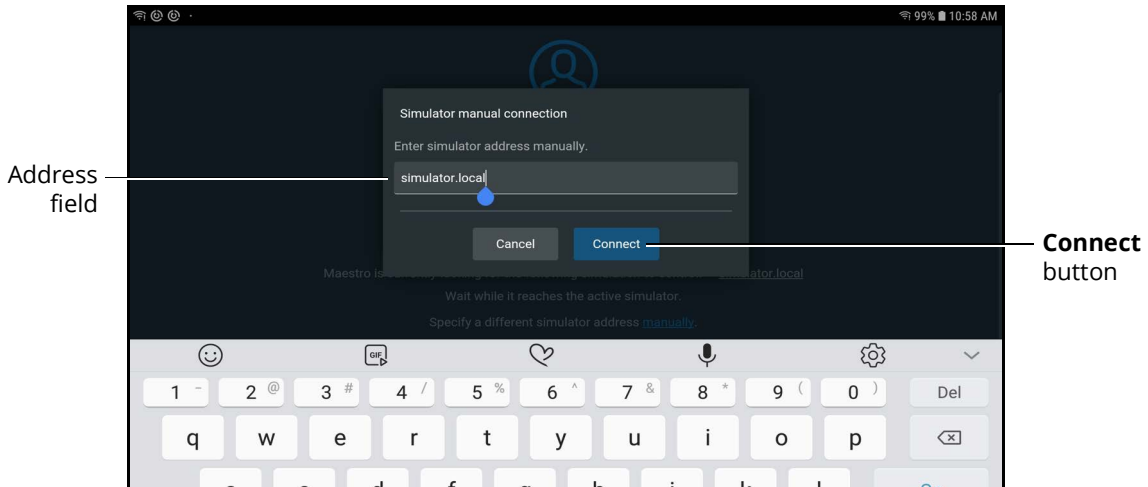 99% 10:58 AM
Simulator manual connection
Enter simulator address manually.
Address
field
simulator.local
Cancel Connect
Connect
button
Maestro is
ator.local
Wait while it reaches the active simulator.
Specify a different simulator address manually.
GIF
1 - 2 @ 3 # 4 / 5 % 6 ^ 7 & 8 * 9 ( 0 ) Del
q w e r t y u i o p